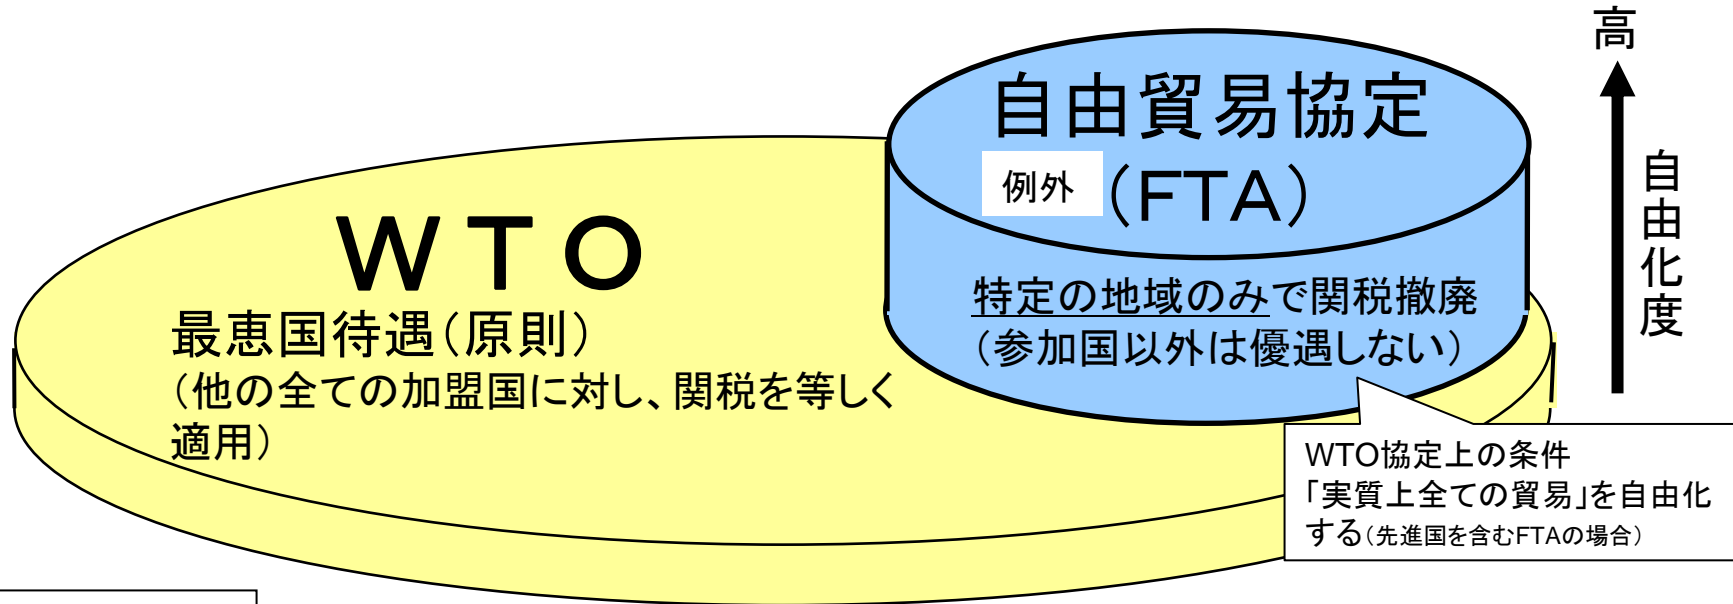 高
自由化度
自由貿易協定
例外
（ＦＴＡ）
特定の地域のみで関税撤廃
（参加国以外は優遇しない）
ＷＴＯ
最恵国待遇（原則）
（他の全ての加盟国に対し、関税を等しく
適用）
WTO協定上の条件
「実質上全ての貿易」を自由化
する（先進国を含むFTAの場合）